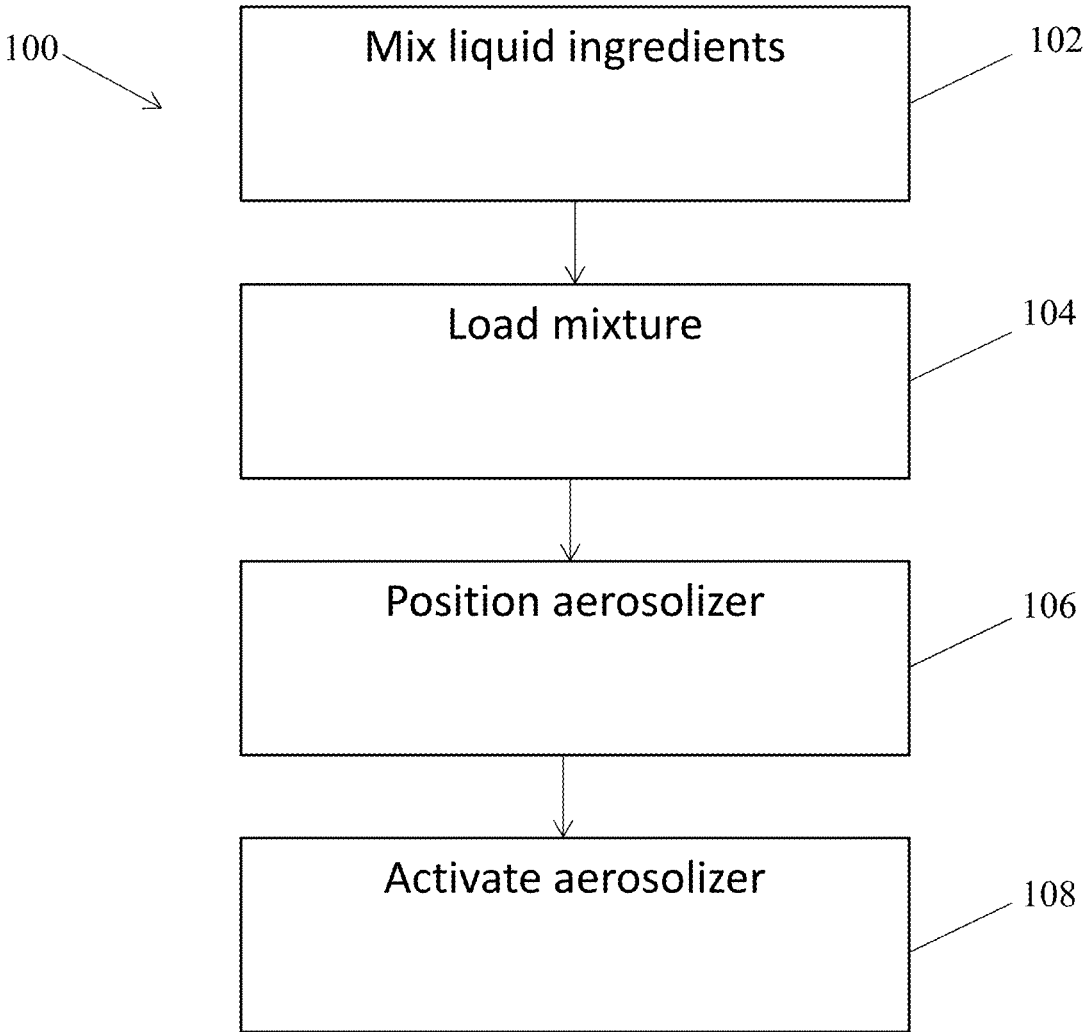 100
Mix liquid ingredients
102
Load mixture
104
Position aerosolizer
106
Activate aerosolizer
108